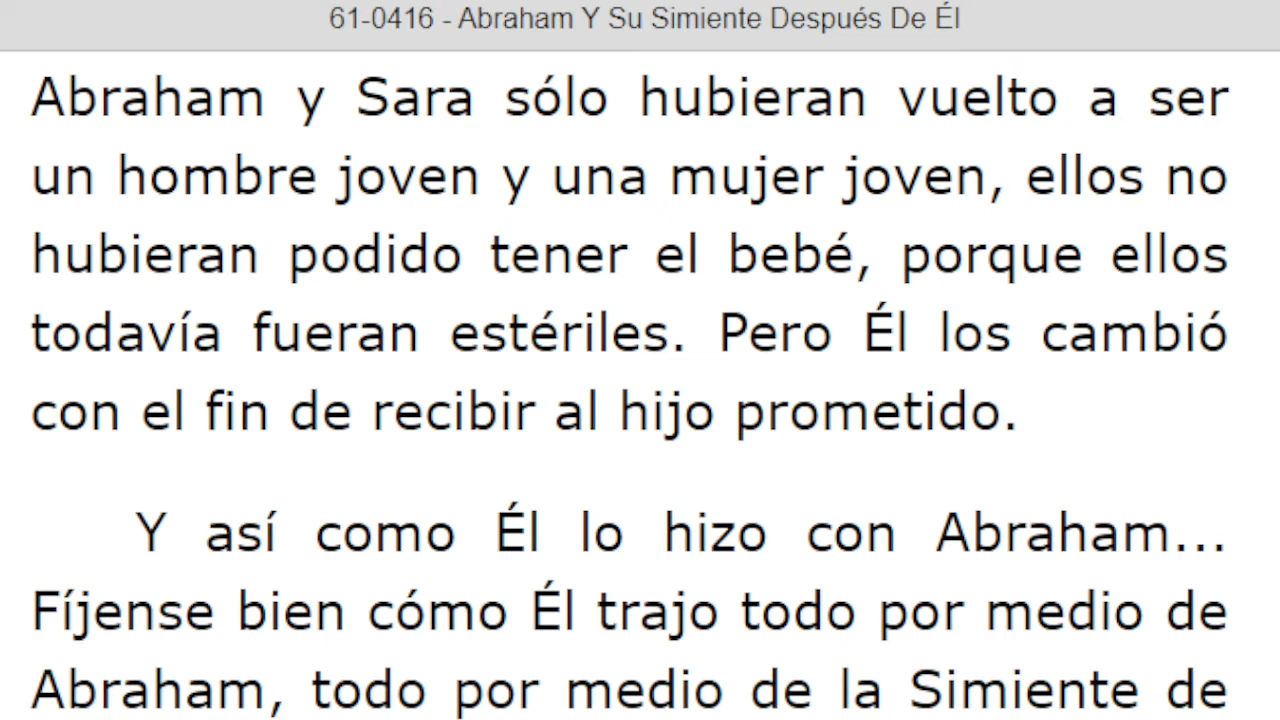 61-0416 - Abraham Y Su Simiente Después De Él
Abraham y Sara sólo hubieran vuelto a ser
un hombre joven y una mujer joven, ellos no
hubieran podido tener el bebé, porque ellos
todavía fueran estériles. Pero Él los cambió
con el fin de recibir al hijo prometido.
Y así como Él lo hizo con Abraham...
Fíjense bien cómo Él trajo todo por medio de
Abraham, todo por medio de la Simiente de